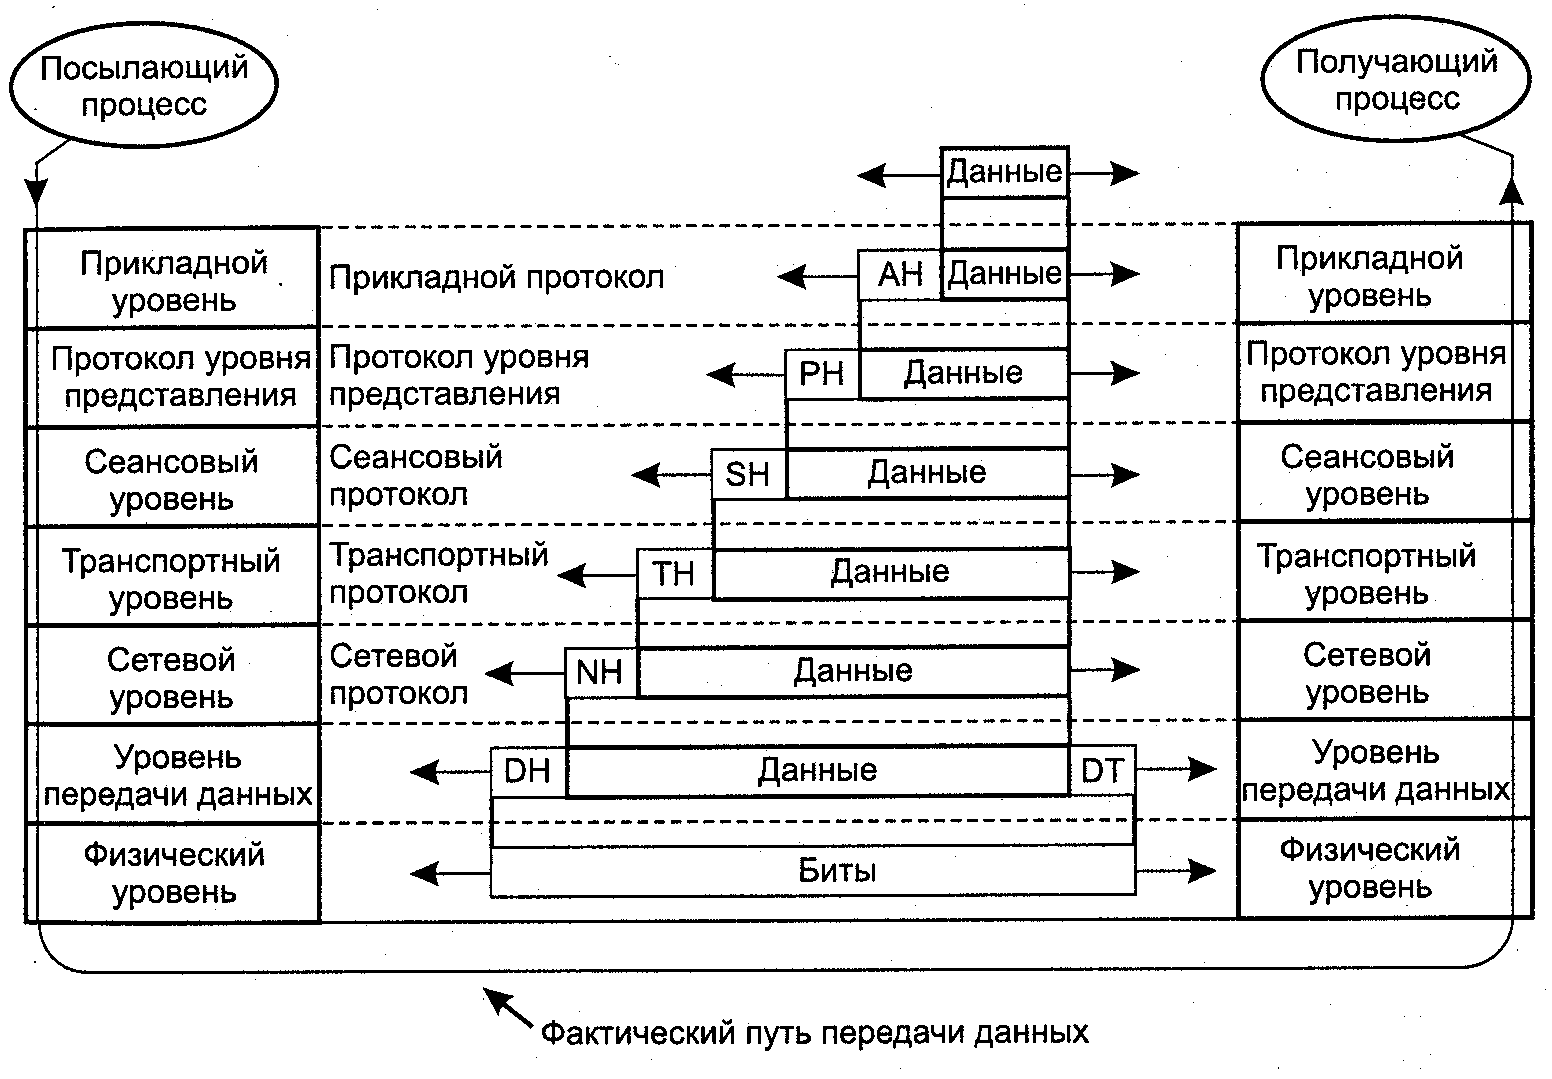 Посылающий
процесс
Получающий
процесс
Данные
Прикладной
уровень
Прикладной протокол
AH
Данные
Прикладной
уровень
Протокол уровня
представления
Протокол уровня
представления
PH
Данные
Протокол уровня
представления
Сеансовый
уровень
Сеансовый
протокол
SH
Данные
Сеансовый
уровень
Транспортный
уровень
Транспортный
протокол
TH
Данные
Транспортный
уровень
Сетевой
уровень
Сетевой
протокол
NH
Данные
Сетевой
уровень
Уровень
передачи данных
DH
Данные
DT
Уровень
передачи данных
Физический
уровень
Биты
Физический
уровень
Фактический путь передачи данных